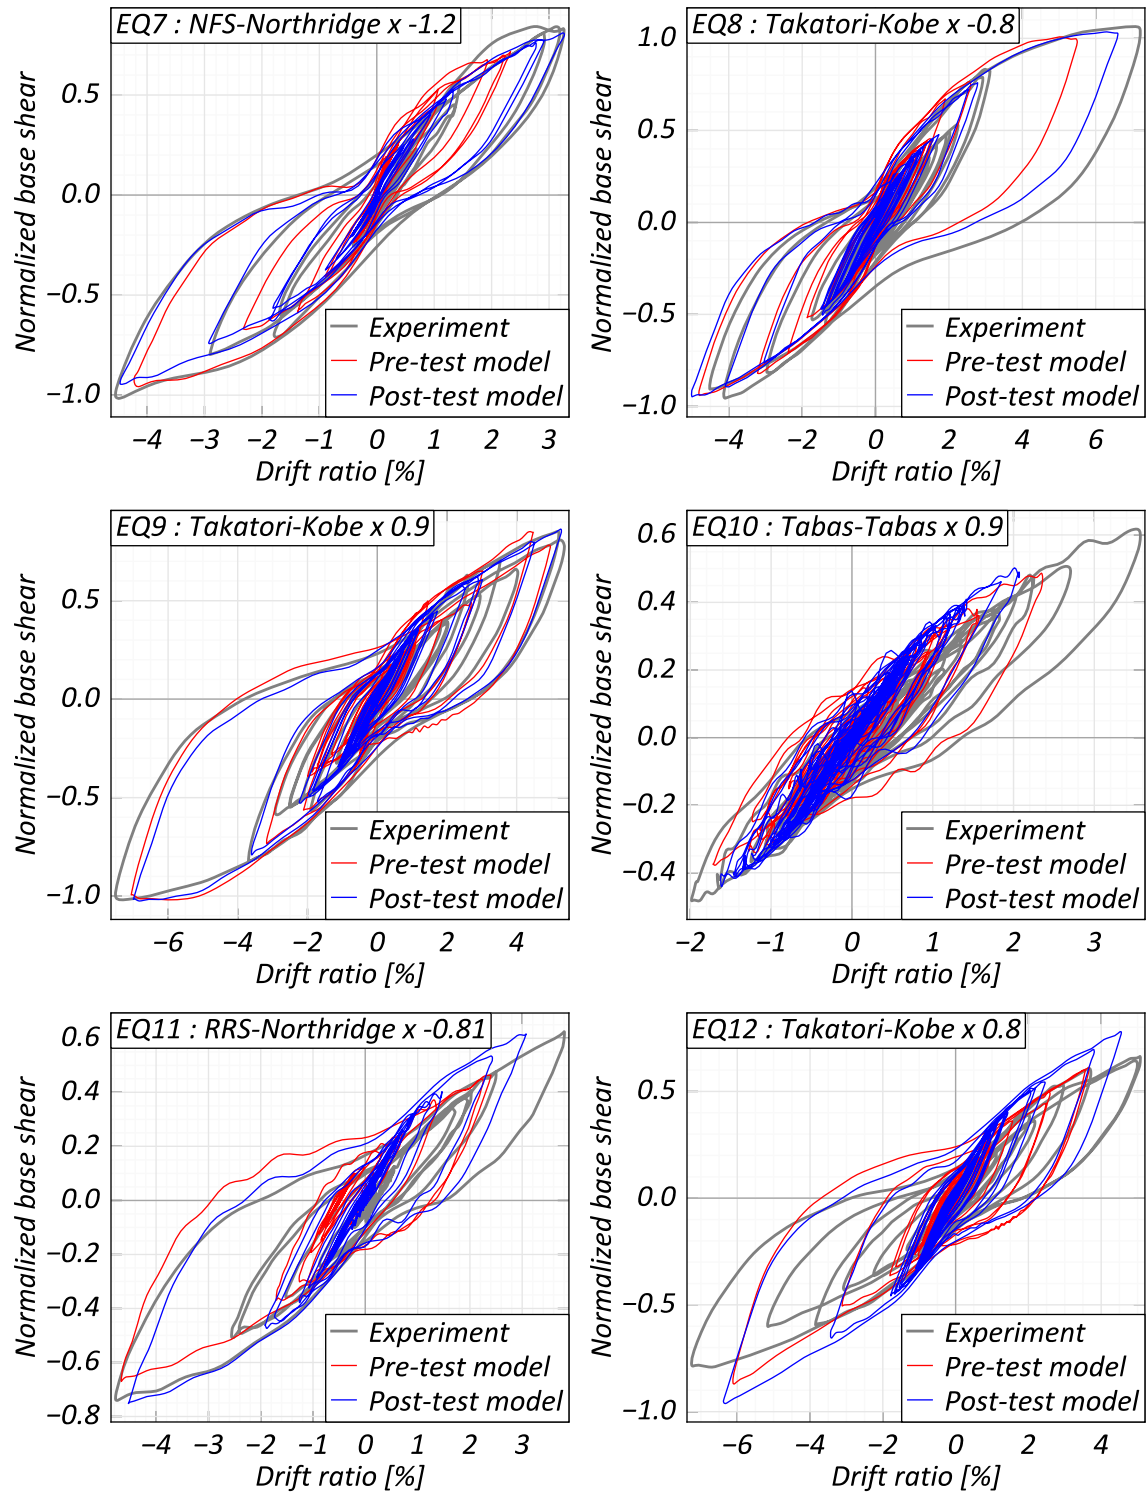 EQ7 : NFS-Northridge x -1.2
Normalized base shear
0.5
0.0
−0.5
−1.0
Experiment
Pre-test model
Post-test model
−4 −3 −2 −1 0 1 2 3
Drift ratio [%]
EQ8 : Takatori-Kobe x -0.8
Normalized base shear
1.0
0.5
0.0
−0.5
−1.0
Experiment
Pre-test model
Post-test model
−4 −2 0 2 4 6
Drift ratio [%]
EQ9 : Takatori-Kobe x 0.9
Normalized base shear
0.5
0.0
−0.5
−1.0
Experiment
Pre-test model
Post-test model
−6 −4 −2 0 2 4
Drift ratio [%]
EQ10 : Tabas-Tabas x 0.9
Normalized base shear
0.6
0.4
0.2
0.0
−0.2
−0.4
Experiment
Pre-test model
Post-test model
−2 −1 0 1 2 3
Drift ratio [%]
EQ11 : RRS-Northridge x -0.81
Normalized base shear
0.6
0.4
0.2
0.0
−0.2
−0.4
−0.6
−0.8
Experiment
Pre-test model
Post-test model
−4 −3 −2 −1 0 1 2 3
Drift ratio [%]
EQ12 : Takatori-Kobe x 0.8
Normalized base shear
0.5
0.0
−0.5
−1.0
Experiment
Pre-test model
Post-test model
−6 −4 −2 0 2 4
Drift ratio [%]